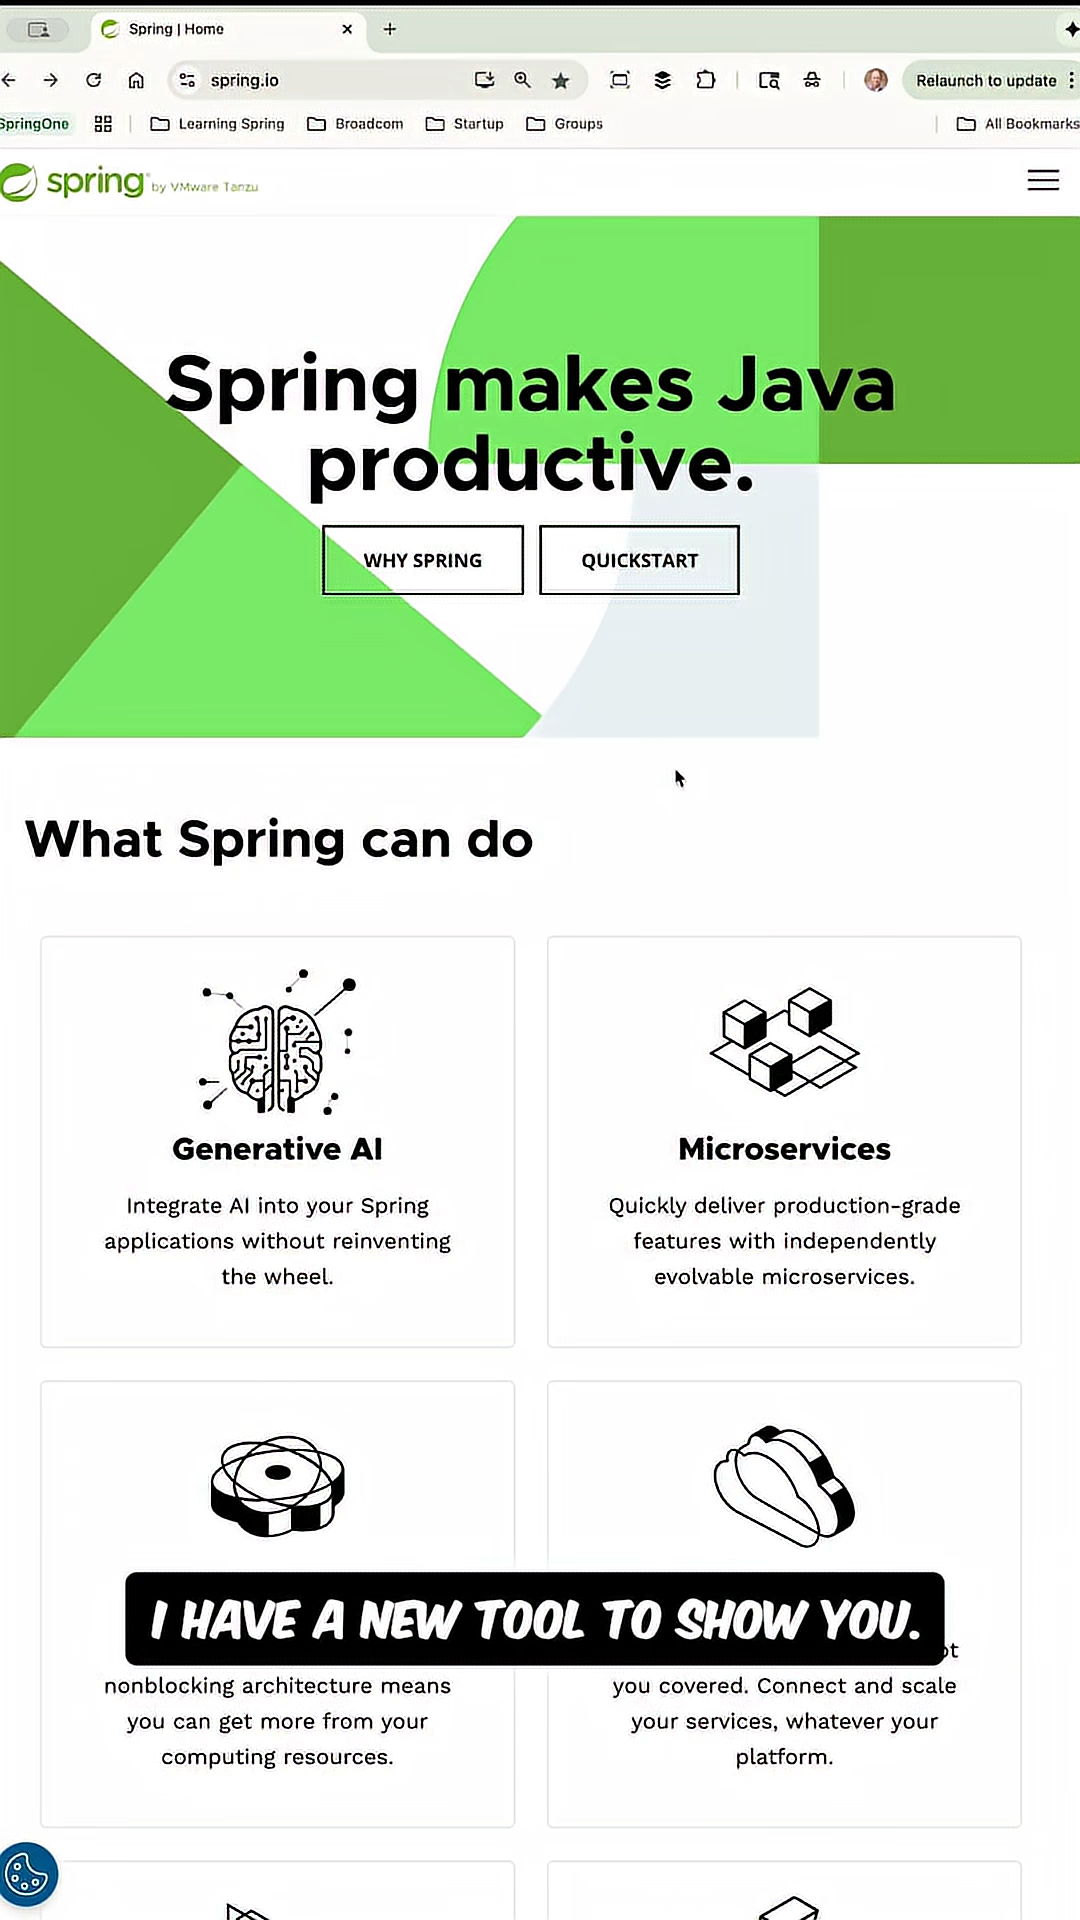 Spring | Home
spring.io
Relaunch to update
SpringOne
Learning Spring
Broadcom
Startup
Groups
All Bookmarks
spring by VMware Tanzu
Spring makes Java
productive.
WHY SPRING
QUICKSTART
What Spring can do
Generative AI
Integrate AI into your Spring
applications without reinventing
the wheel.
Microservices
Quickly deliver production-grade
features with independently
evolvable microservices.
I HAVE A NEW TOOL TO SHOW YOU.
nonblocking architecture means
you can get more from your
computing resources.
you covered. Connect and scale
your services, whatever your
platform.